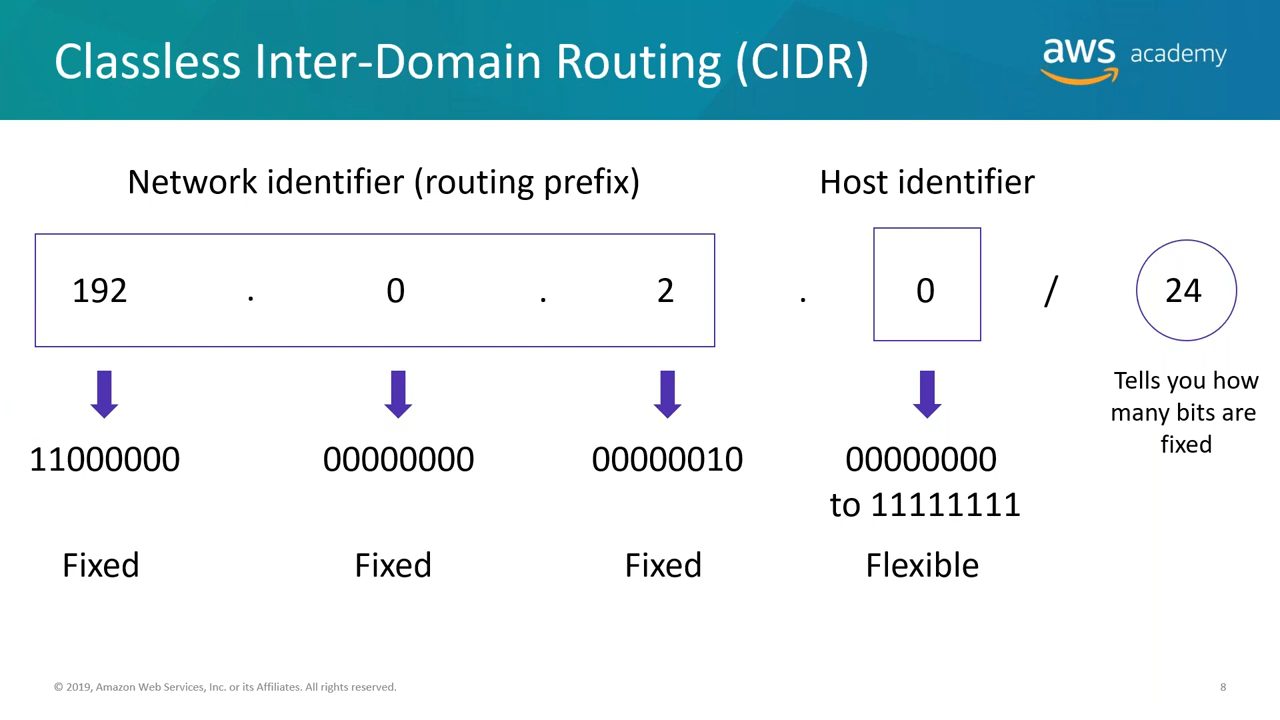 Classless Inter-Domain Routing (CIDR)
aws academy
Network identifier (routing prefix)
Host identifier
192 . 0 . 2 . 0 / 24
Tells you how
many bits are
fixed
11000000 00000000 00000010 00000000
to 11111111
Fixed Fixed Fixed Flexible
© 2019, Amazon Web Services, Inc. or its Affiliates. All rights reserved.
8